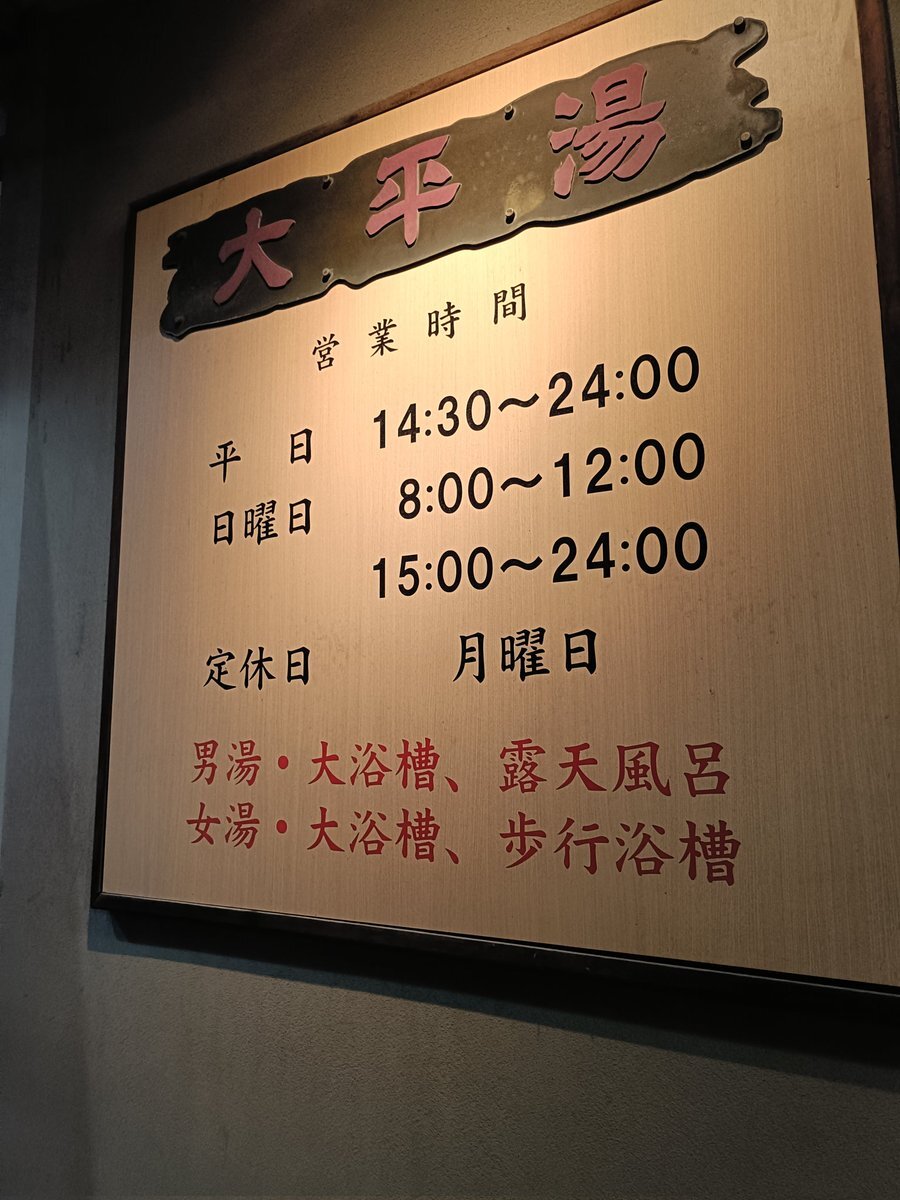 大平湯
営業時間
平日 14:30〜24:00
日曜日 8:00〜12:00
15:00〜24:00
定休日 月曜日
男湯・大浴槽、露天風呂
女湯・大浴槽、歩行浴槽